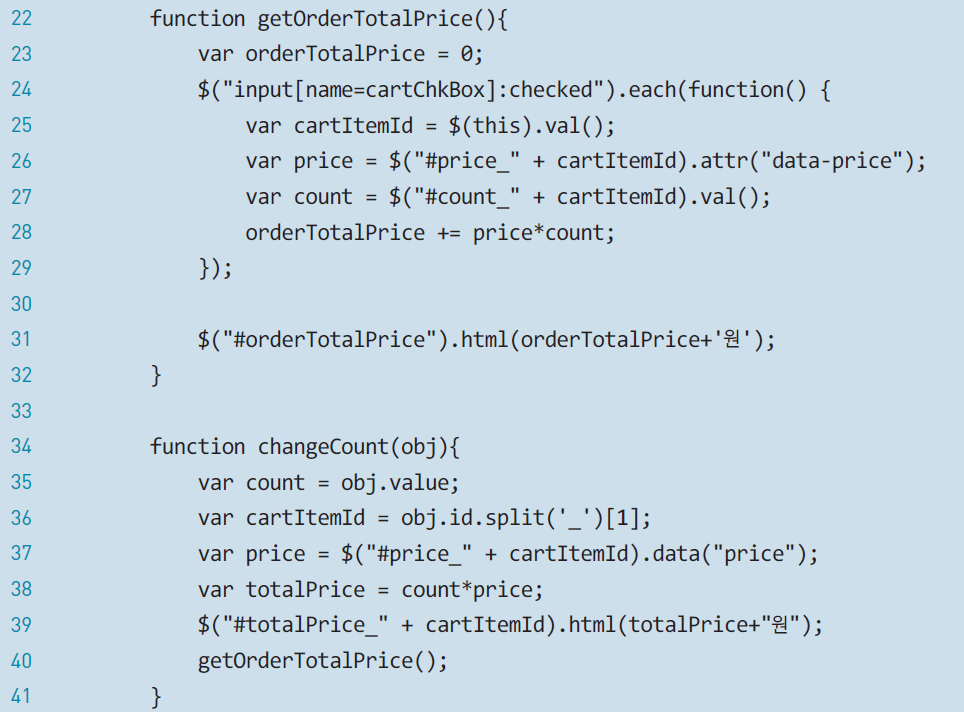 22 function getOrderTotalPrice(){
23 var orderTotalPrice = 0;
24 $("input[name=cartChkBox]:checked").each(function() {
25 var cartItemId = $(this).val();
26 var price = $("#price_" + cartItemId).attr("data-price");
27 var count = $("#count_" + cartItemId).val();
28 orderTotalPrice += price*count;
29 });
30
31 $("#orderTotalPrice").html(orderTotalPrice+'원');
32 }
33
34 function changeCount(obj){
35 var count = obj.value;
36 var cartItemId = obj.id.split('_')[1];
37 var price = $("#price_" + cartItemId).data("price");
38 var totalPrice = count*price;
39 $("#totalPrice_" + cartItemId).html(totalPrice+"원");
40 getOrderTotalPrice();
41 }